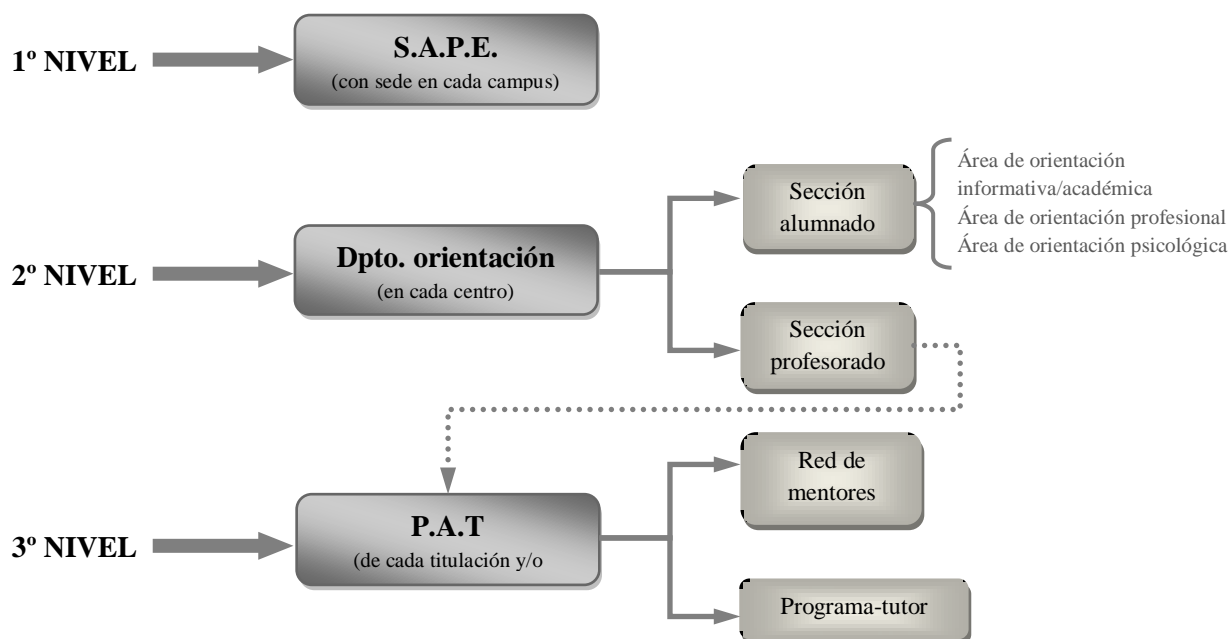 1º NIVEL
S.A.P.E.
(con sede en cada campus)
2º NIVEL
Dpto. orientación
(en cada centro)
Sección
alumnado
Área de orientación
informativa/académica
Área de orientación profesional
Área de orientación psicológica
Sección
profesorado
3º NIVEL
P.A.T
(de cada titulación y/o
Red de
mentores
Programa-tutor